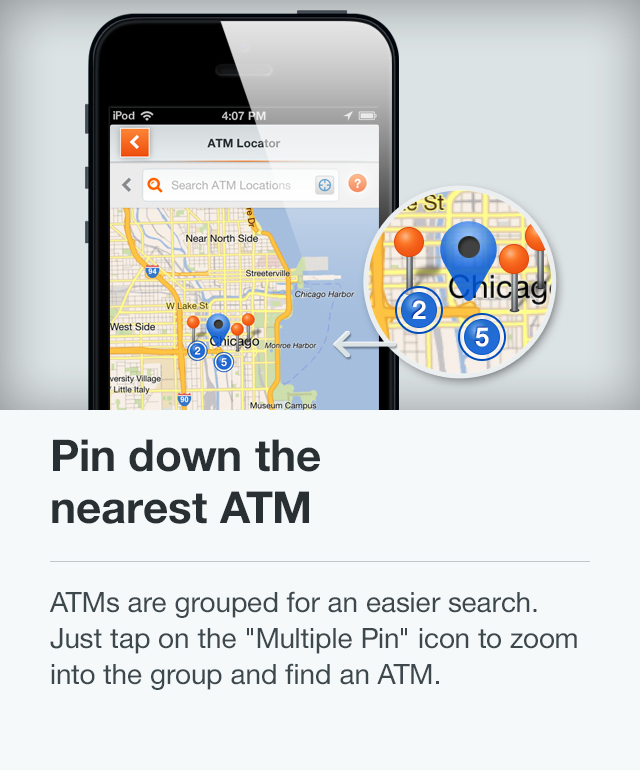 iPod
4:07 PM
ATM Locator
Search ATM Locations
?
Near North Side
94
Streeterville
Chicago Harbor
W Lake St
West Side
Chicago
Monroe Harbor
2
5
versity Village
/ Little Italy
90
Museum Campus
e St
Chicag
2
5
Pin down the
nearest ATM
ATMs are grouped for an easier search.
Just tap on the "Multiple Pin" icon to zoom
into the group and find an ATM.